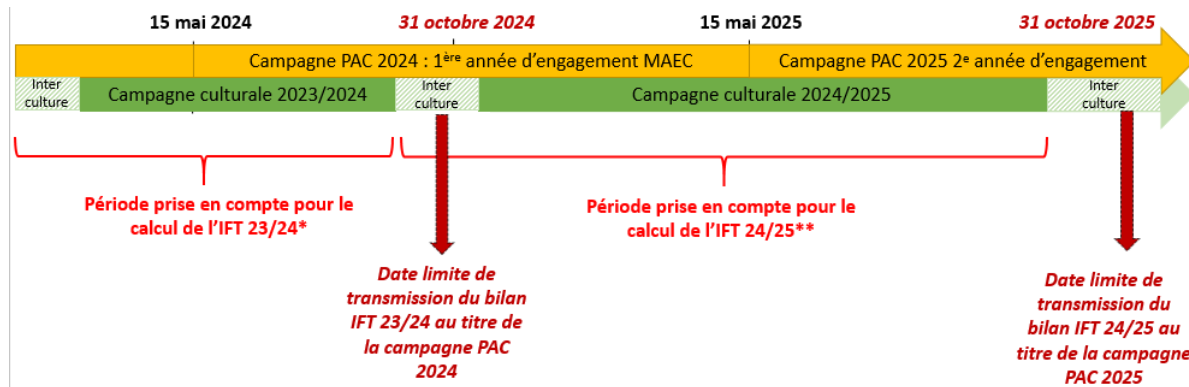 15 mai 2024
31 octobre 2024
15 mai 2025
31 octobre 2025
Campagne PAC 2024 : 1ère année d'engagement MAEC
Campagne PAC 2025 2e année d'engagement
Inter
culture
Campagne culturale 2023/2024
Inter
culture
Campagne culturale 2024/2025
Inter
culture
Période prise en compte pour le
calcul de l'IFT 23/24*
Période prise en compte pour le
calcul de l'IFT 24/25**
Date limite de
transmission du bilan
IFT 23/24 au titre de
la campagne PAC
2024
Date limite de
transmission du
bilan IFT 24/25 au
titre de la campagne
PAC 2025